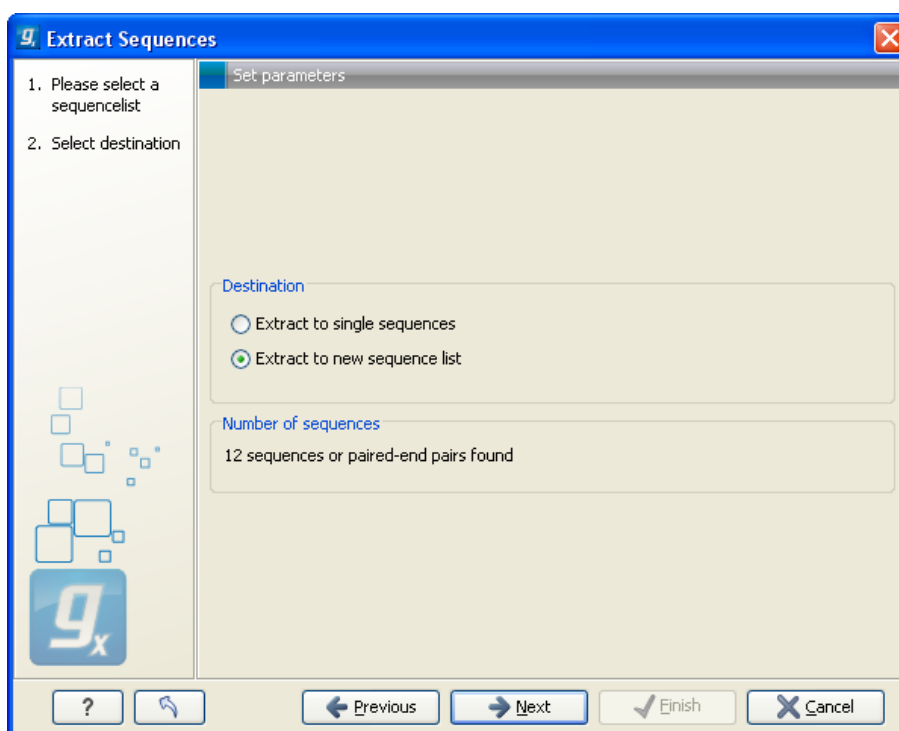 Extract Sequences
1. Please select a
sequencelist
2. Select destination
Set parameters
Destination
Extract to single sequences
Extract to new sequence list
Number of sequences
12 sequences or paired-end pairs found
gx
? Previous Next Finish Cancel